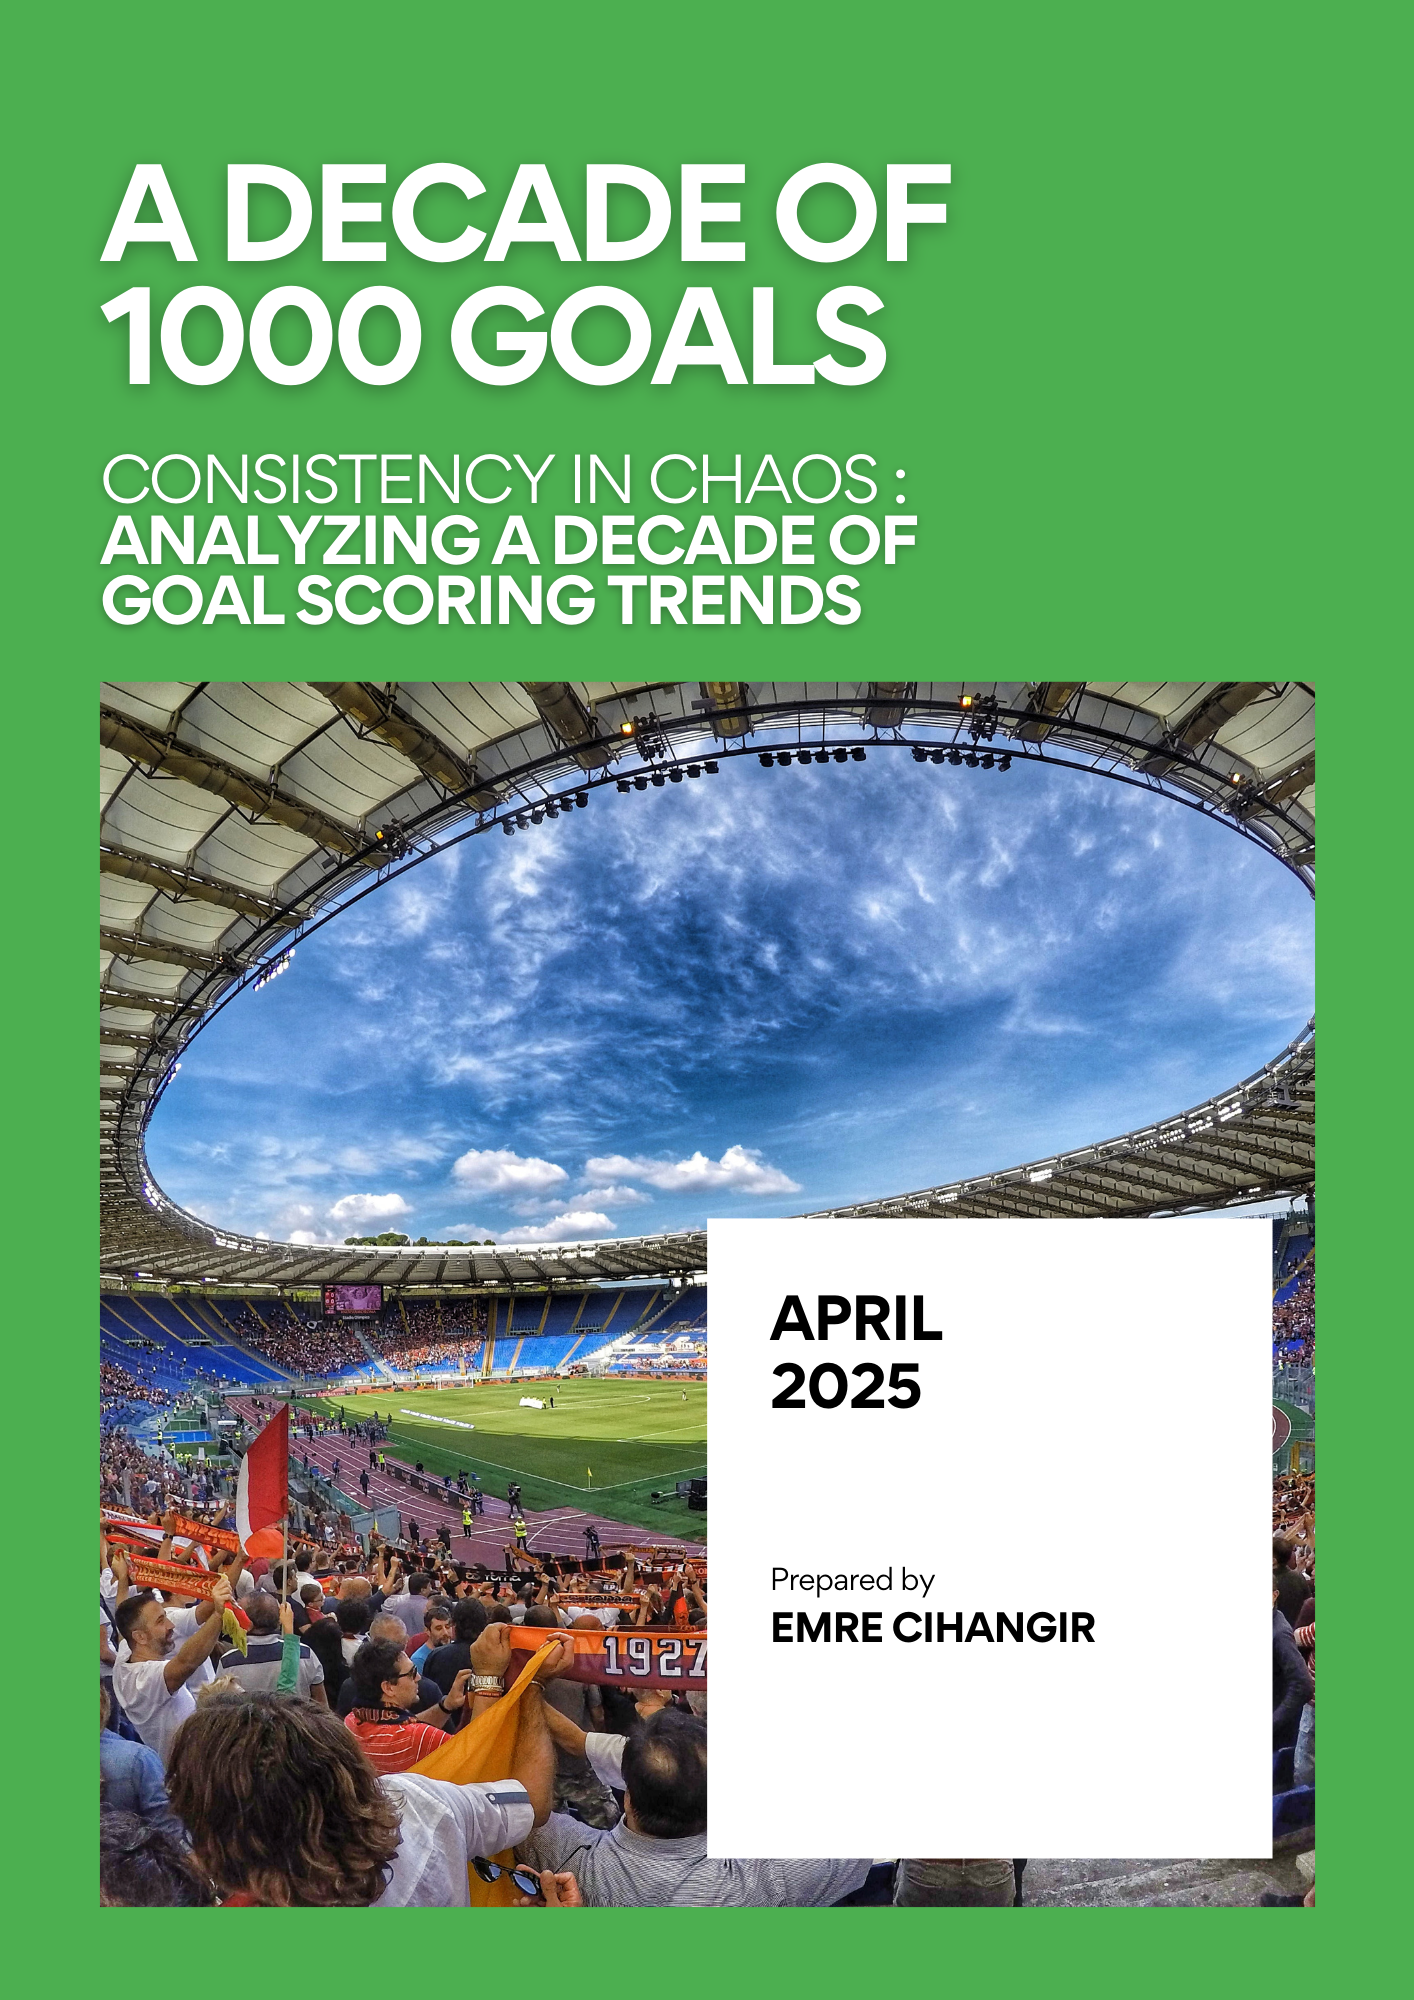 A DECADE OF
1000 GOALS
CONSISTENCY IN CHAOS :
ANALYZING A DECADE OF
GOAL SCORING TRENDS
APRIL
2025
Prepared by
EMRE CIHANGIR
1927